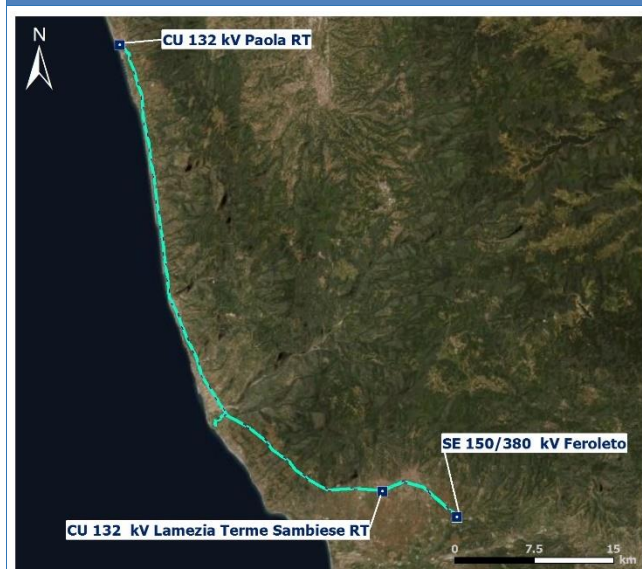 CU 132 kV Paola RT
N
SE 150/380 kV Feroleto
CU 132 kV Lamezia Terme Sambiese RT
0 7.5 15
km